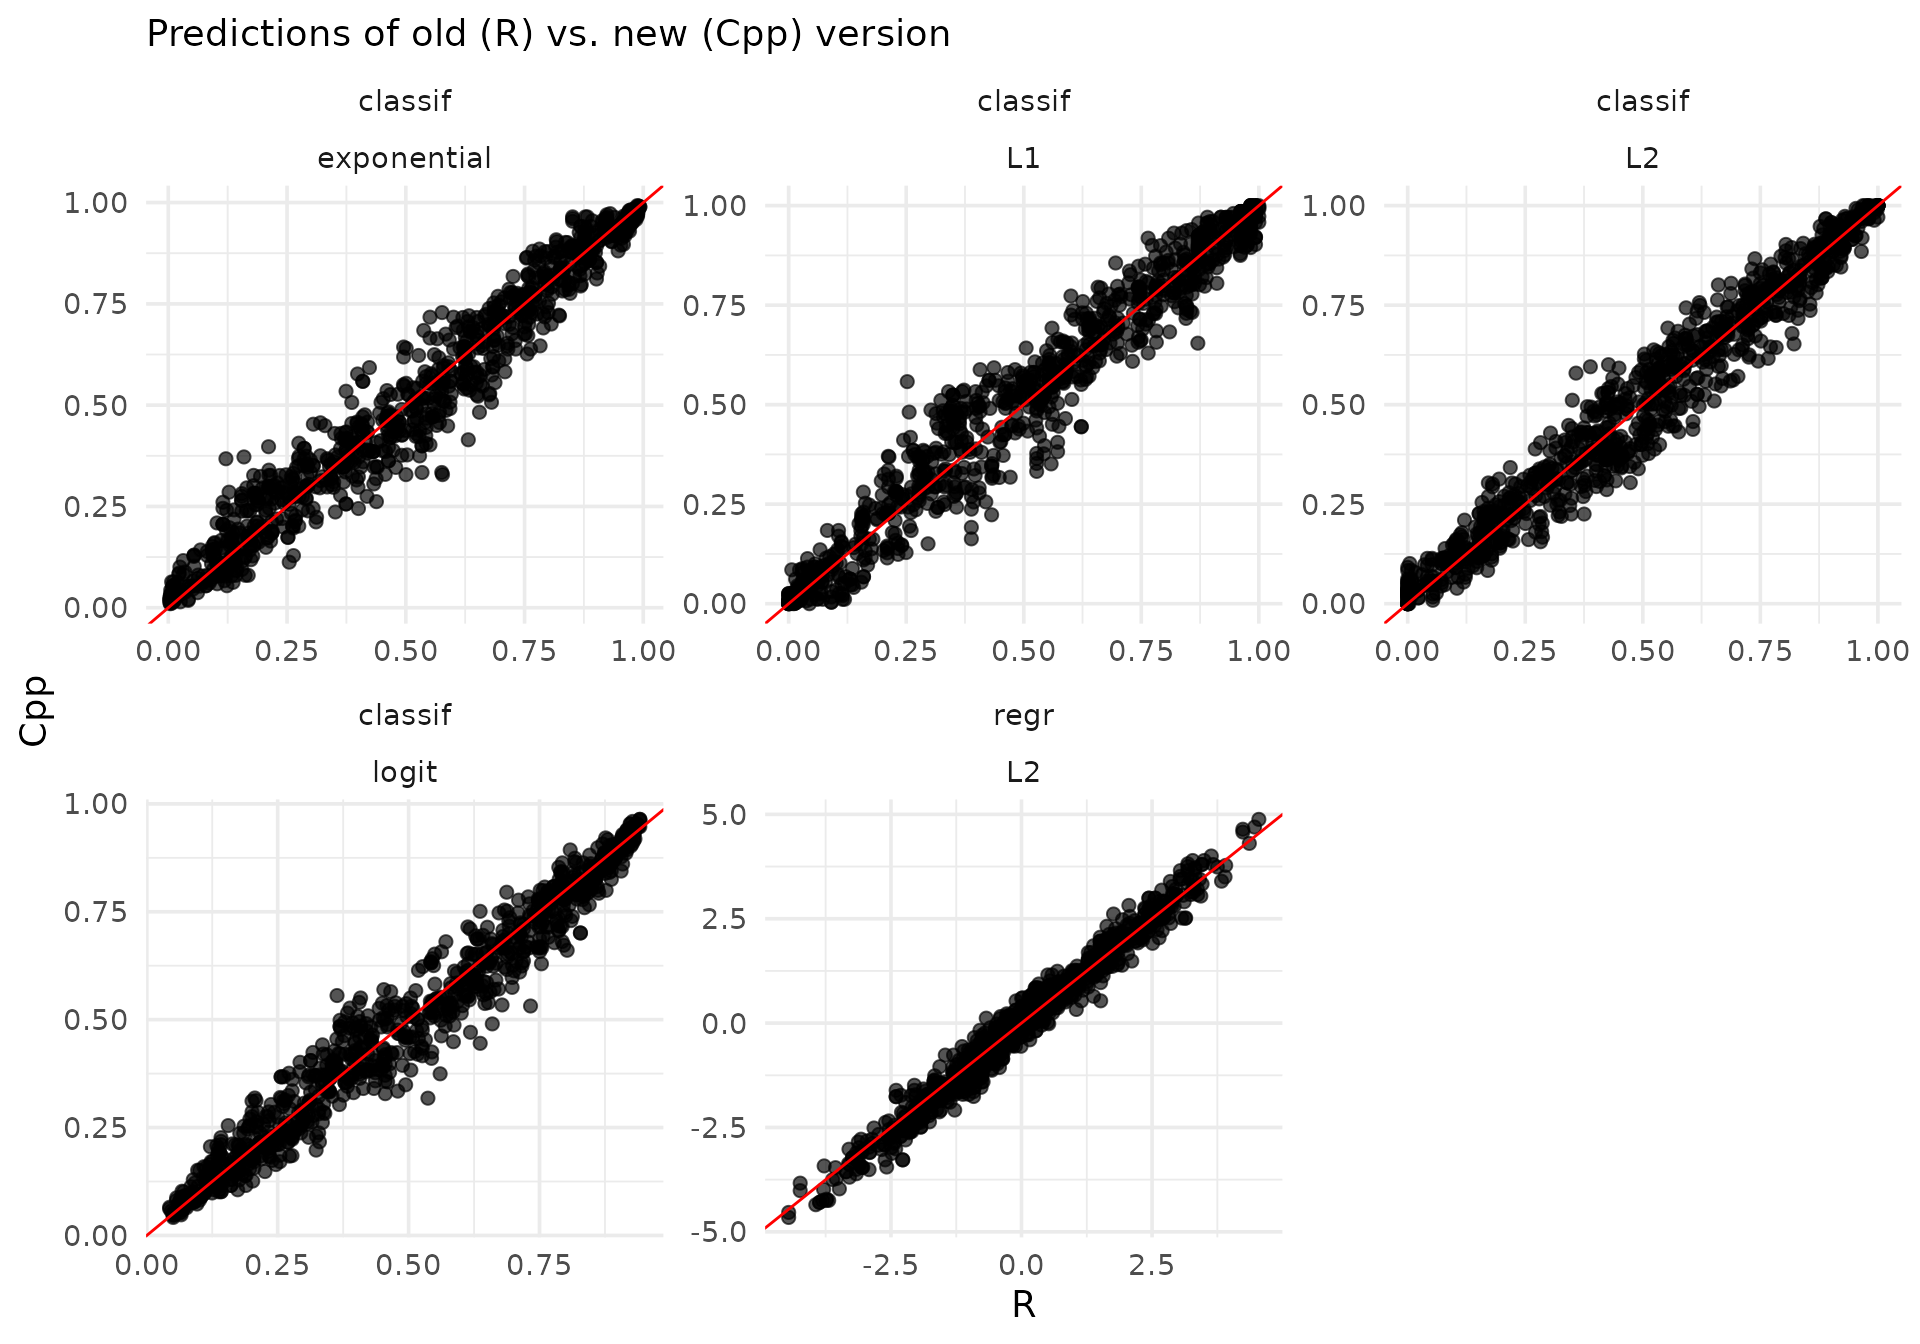 Predictions of old (R) vs. new (Cpp) version
classif classif classif
exponential L1 L2
1.00 1.00 1.00
0.75 0.75 0.75
0.50 0.50 0.50
0.25 0.25 0.25
0.00 0.00 0.00
0.00 0.25 0.50 0.75 1.00 0.00 0.25 0.50 0.75 1.00 0.00 0.25 0.50 0.75 1.00
Cpp
classif regr
logit L2
1.00 5.0
0.75 2.5
0.50 0.0
0.25 -2.5
0.00 -5.0
0.00 0.25 0.50 0.75 -2.5 0.0 2.5
R